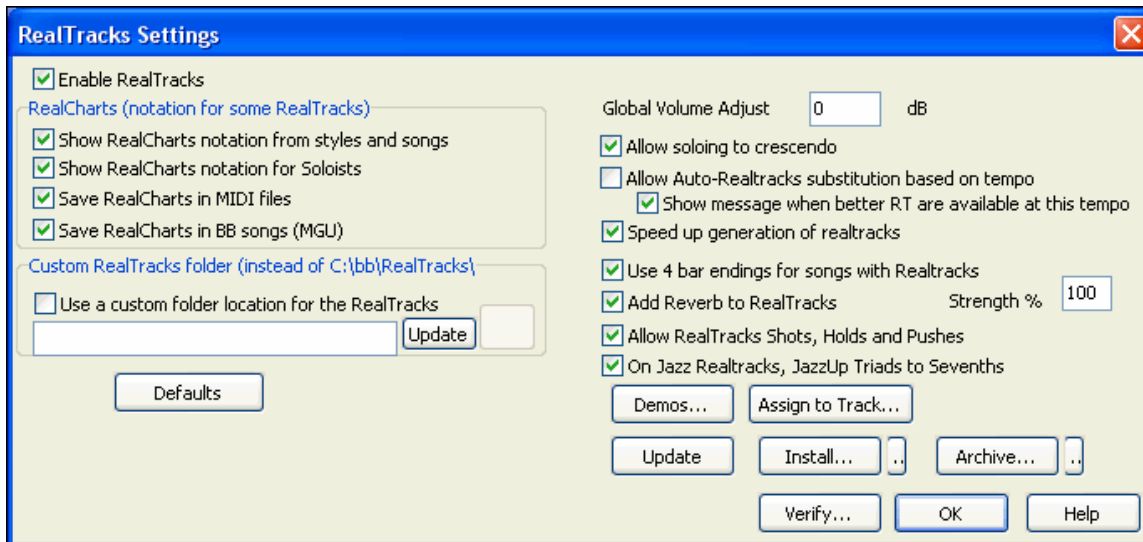 RealTracks Settings
Enable RealTracks
RealCharts (notation for some RealTracks)
Show RealCharts notation from styles and songs
Show RealCharts notation for Soloists
Save RealCharts in MIDI files
Save RealCharts in BB songs (MGU)
Custom RealTracks folder (instead of C:\bb\RealTracks\
Use a custom folder location for the RealTracks
Update
Defaults
Global Volume Adjust 0 dB
Allow soloing to crescendo
Allow Auto-Realtracks substitution based on tempo
Show message when better RT are available at this tempo
Speed up generation of realtracks
Use 4 bar endings for songs with Realtracks
Add Reverb to RealTracks Strength % 100
Allow RealTracks Shots, Holds and Pushes
On Jazz Realtracks, JazzUp Triads to Sevenths
Demos... Assign to Track...
Update Install... .. Archive... ..
Verify... OK Help